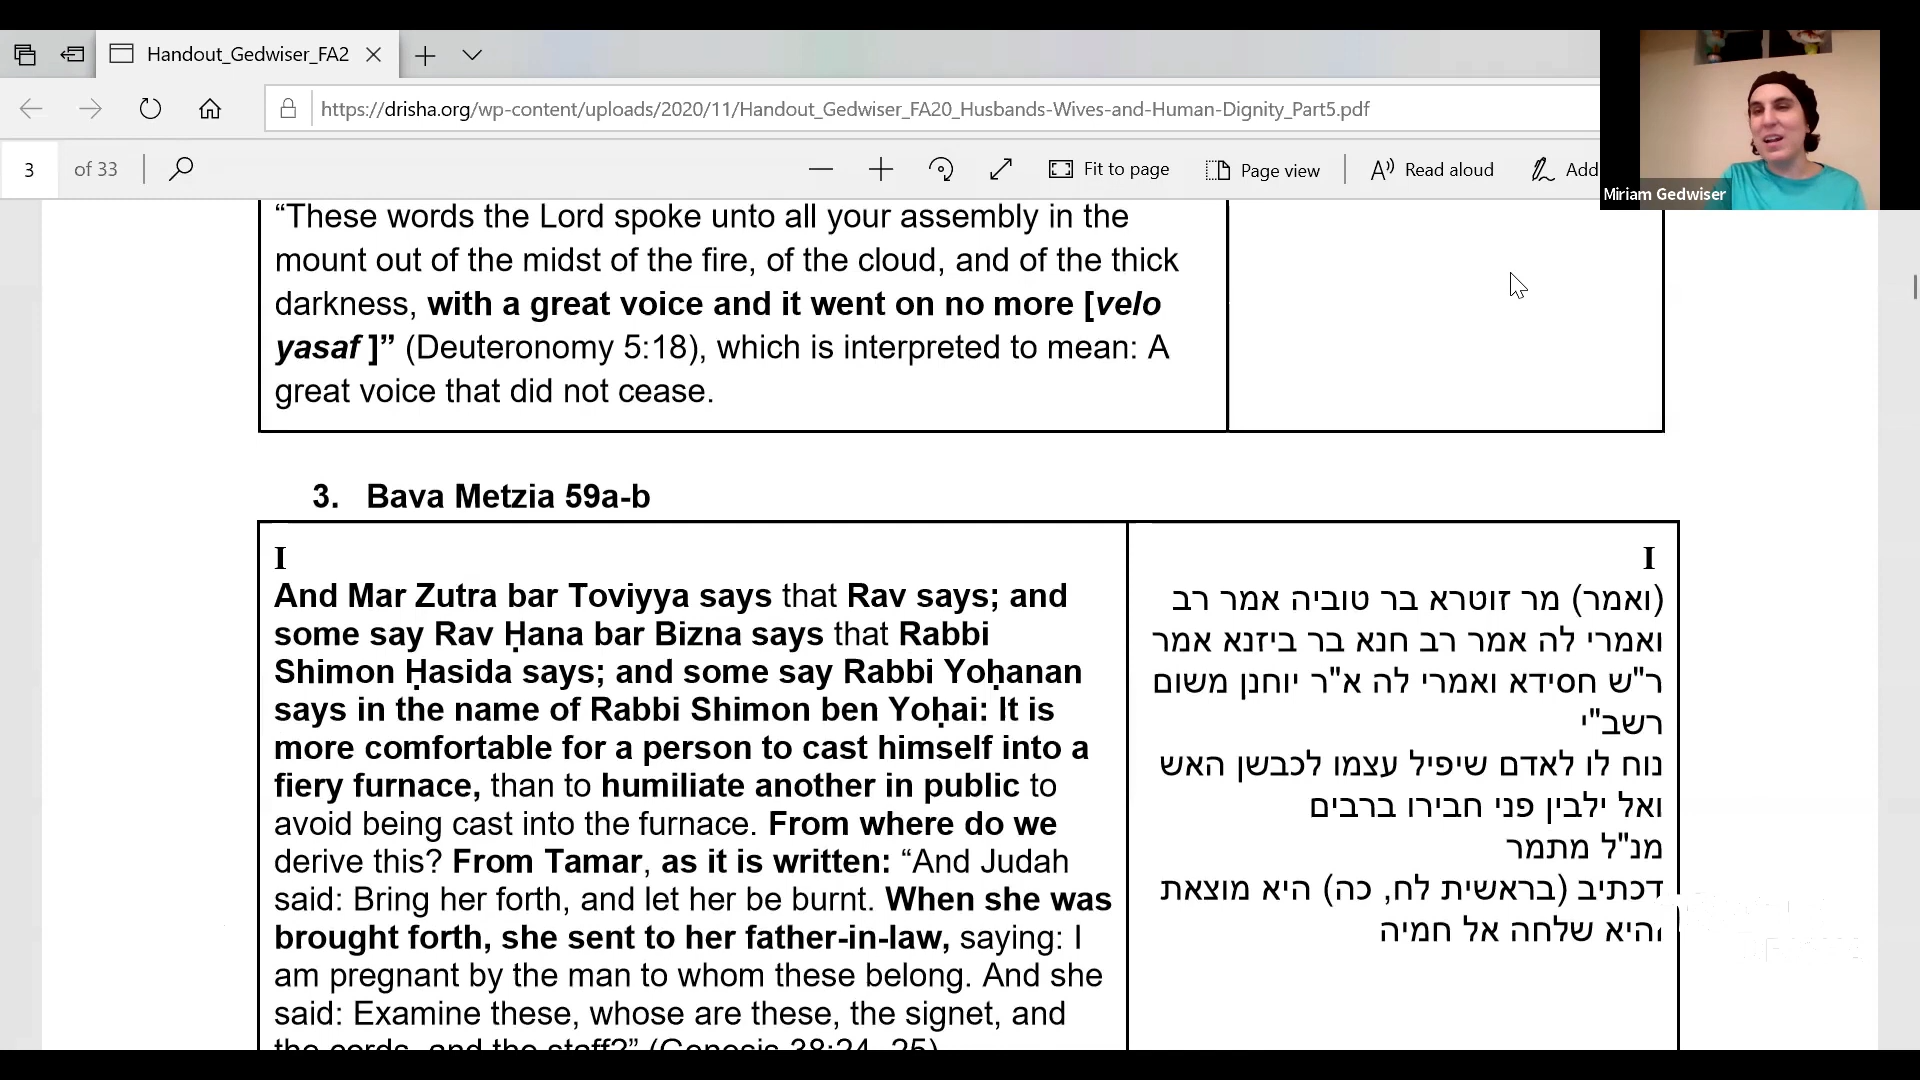 Handout_Gedwiser_FA2
https://drisha.org/wp-content/uploads/2020/11/Handout_Gedwiser_FA20_Husbands-Wives-and-Human-Dignity_Part5.pdf
3 of 33 Fit to page Page view Read aloud Add
Miriam Gedwiser
“These words the Lord spoke unto all your assembly in the
mount out of the midst of the fire, of the cloud, and of the thick
darkness, with a great voice and it went on no more [velo
yasaf ]” (Deuteronomy 5:18), which is interpreted to mean: A
great voice that did not cease.
3. Bava Metzia 59a-b
I
And Mar Zutra bar Toviyya says that Rav says; and
some say Rav Ḥana bar Bizna says that Rabbi
Shimon Ḥasida says; and some say Rabbi Yoḥanan
says in the name of Rabbi Shimon ben Yoḥai: It is
more comfortable for a person to cast himself into a
fiery furnace, than to humiliate another in public to
avoid being cast into the furnace. From where do we
derive this? From Tamar, as it is written: “And Judah
said: Bring her forth, and let her be burnt. When she was
brought forth, she sent to her father-in-law, saying: I
am pregnant by the man to whom these belong. And she
said: Examine these, whose are these, the signet, and
the cords, and the staff?” (Genesis 38:24–25).
I
(ואמר) מר זוטרא בר טוביה אמר רב
ואמרי לה אמר רב חנא בר ביזנא אמר
ר"ש חסידא ואמרי לה א"ר יוחנן משום
רשב"י
נוח לו לאדם שיפיל עצמו לכבשן האש
ואל ילבין פני חבירו ברבים
מנ"ל מתמר
דכתיב (בראשית לח, כה) היא מוצאת
והיא שלחה אל חמיה